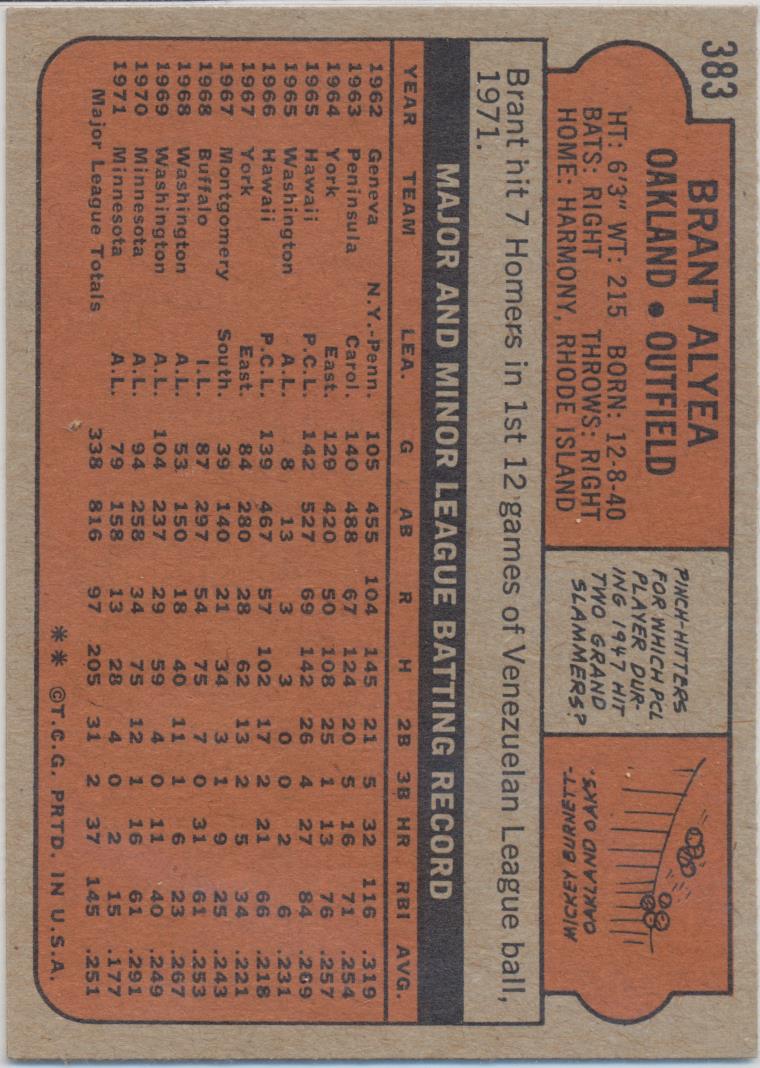 383
BRANT ALYEA
OAKLAND ● OUTFIELD
HT: 6'3" WT: 215 BORN: 12-8-40
BATS: RIGHT THROWS: RIGHT
HOME: HARMONY, RHODE ISLAND
PINCH-HITTERS
FOR WHICH PCL
PLAYER DUR-
ING 1947 HIT
TWO GRAND
SLAMMERS?
MICKEY BURNETT-
OAKLAND OAKS.
Brant hit 7 Homers in 1st 12 games of Venezuelan League ball,
1971.
MAJOR AND MINOR LEAGUE BATTING RECORD
YEAR TEAM LEA. G AB R H 2B 3B HR RBI AVG.
1962 Geneva N.Y.-Penn. 105 455 104 145 21 5 32 116 .319
1963 Peninsula Carol. 140 488 67 124 20 5 16 71 .254
1964 York East. 129 420 50 108 25 1 13 76 .257
1965 Hawaii P.C.L. 142 527 69 142 26 4 27 84 .269
1965 Washington A.L. 8 13 3 3 0 0 2 6 .231
1966 Hawaii P.C.L. 139 467 57 102 17 2 21 66 .218
1967 York East. 84 280 28 62 13 2 5 34 .221
1967 Montgomery South. 39 140 21 34 3 1 9 25 .243
1968 Buffalo I.L. 87 297 54 75 7 0 31 61 .253
1968 Washington A.L. 53 150 18 40 11 1 6 23 .267
1969 Washington A.L. 104 237 29 59 4 0 11 40 .249
1970 Minnesota A.L. 94 258 34 75 12 1 16 61 .291
1971 Minnesota A.L. 79 158 13 28 4 0 2 15 .177
Major League Totals 338 816 97 205 31 2 37 145 .251
** ©T.C.G. PRTD. IN U.S.A.